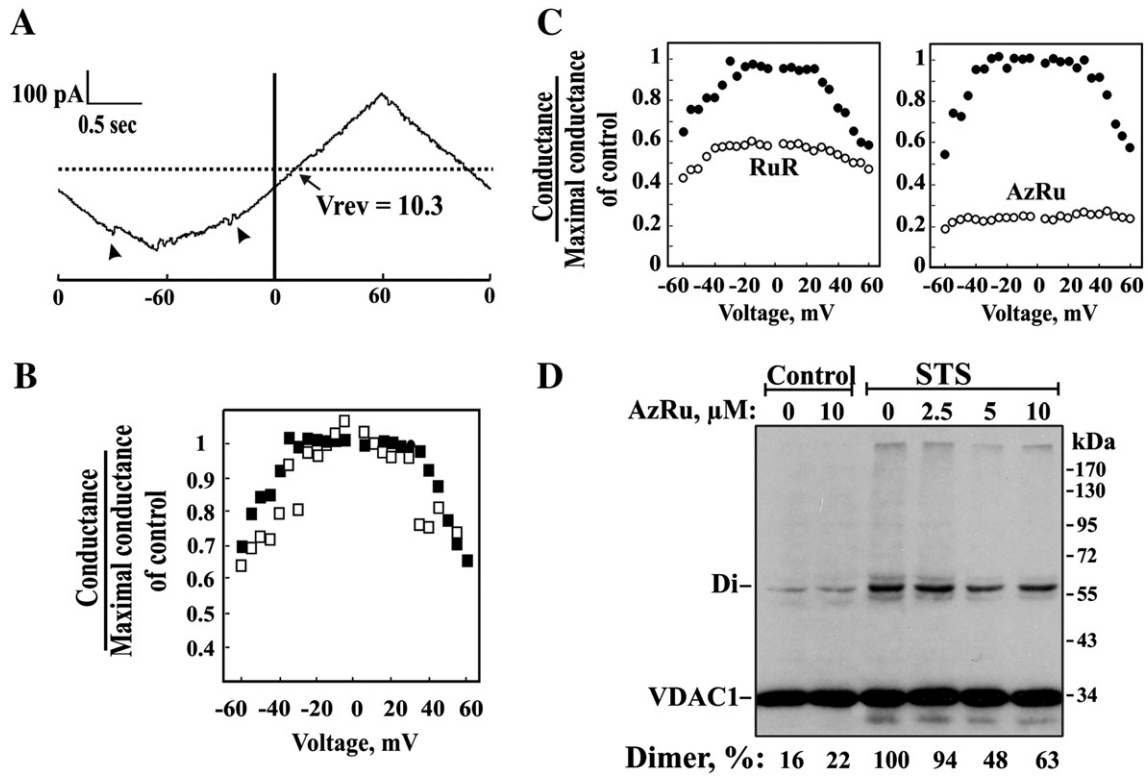 A
100 pA
0.5 sec
Vrev = 10.3
0 -60 0 60 0
B
Conductance
Maximal conductance
of control
1
0.9
0.8
0.7
0.6
0.5
0.4
-60 -40 -20 0 20 40 60
Voltage, mV
C
Conductance
Maximal conductance
of control
1
0.8
0.6
0.4
0.2
0
RuR
-60 -40 -20 0 20 40 60
Voltage, mV
1
0.8
0.6
0.4
0.2
0
AzRu
-60 -40 -20 0 20 40 60
Voltage, mV
D
Control STS
AzRu, μM: 0 10 0 2.5 5 10
kDa
-170
-130
-95
-72
Di-
-55
-43
VDAC1- -34
Dimer, %: 16 22 100 94 48 63